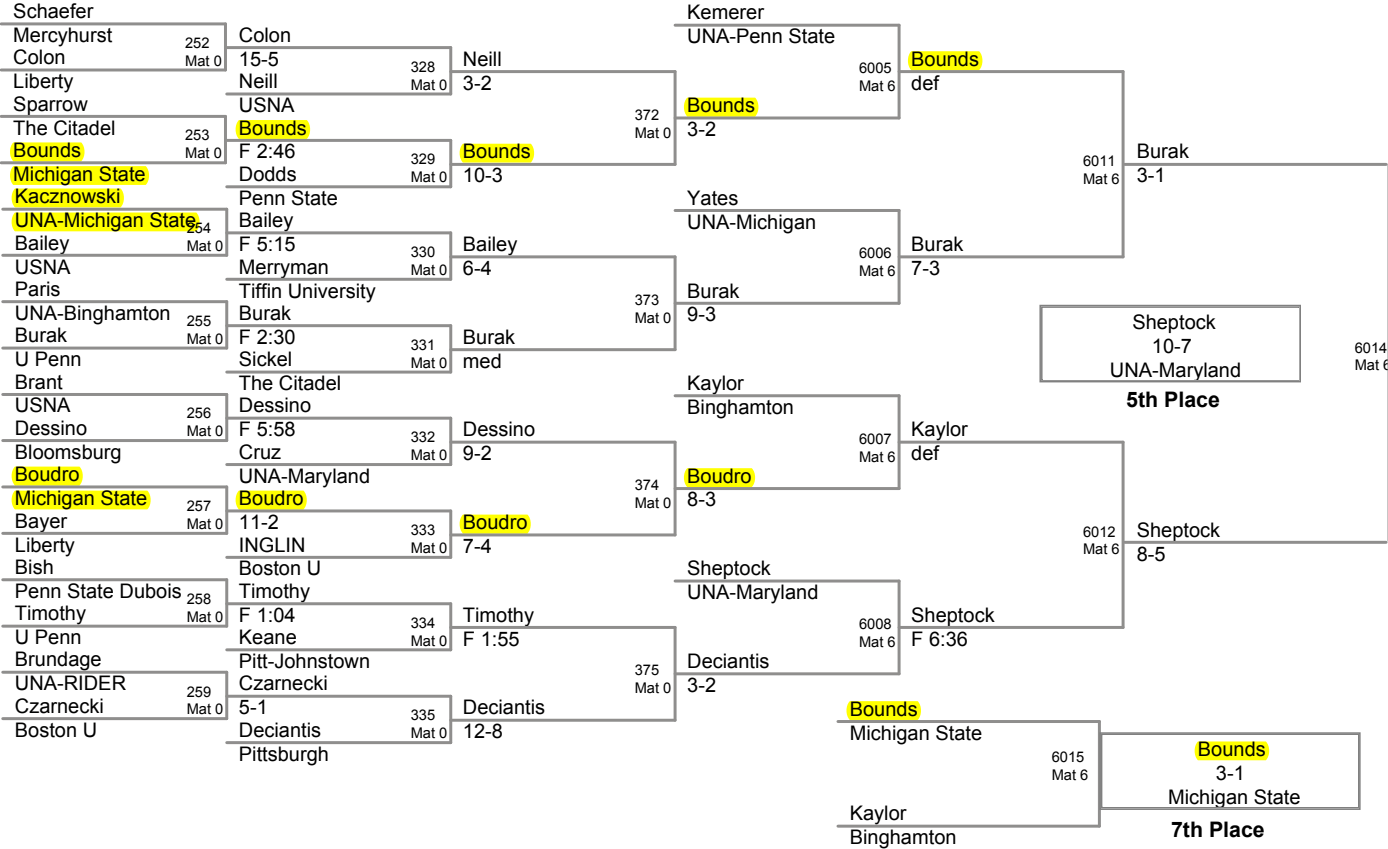 Schaefer
Mercyhurst
252
Colon
Mat 0
Liberty
Sparrow
The Citadel
253
Bounds
Mat 0
Michigan State
Kacznowski
UNA-Michigan State
254
Bailey
Mat 0
USNA
Paris
UNA-Binghamton
255
Burak
Mat 0
U Penn
Brant
USNA
256
Dessino
Mat 0
Bloomsburg
Boudro
Michigan State
257
Bayer
Mat 0
Liberty
Bish
Penn State Dubois
258
Timothy
Mat 0
U Penn
Brundage
UNA-RIDER
259
Czarnecki
Mat 0
Boston U
Colon
15-5
328
Neill
Mat 0
USNA
Bounds
F 2:46
329
Dodds
Mat 0
Penn State
Bailey
F 5:15
330
Merryman
Mat 0
Tiffin University
Burak
F 2:30
331
Sickel
Mat 0
The Citadel
Dessino
F 5:58
332
Cruz
Mat 0
UNA-Maryland
Boudro
11-2
333
INGLIN
Mat 0
Boston U
Timothy
F 1:04
334
Keane
Mat 0
Pitt-Johnstown
Czarnecki
5-1
335
Deciantis
Mat 0
Pittsburgh
Neill
3-2
372
Mat 0
Bounds
10-3
Bailey
6-4
373
Mat 0
Burak
med
Dessino
9-2
374
Mat 0
Boudro
7-4
Timothy
F 1:55
375
Mat 0
Deciantis
12-8
Kemerer
UNA-Penn State
6005
Mat 6
Bounds
3-2
Yates
UNA-Michigan
6006
Mat 6
Burak
9-3
Kaylor
Binghamton
6007
Mat 6
Boudro
8-3
Sheptock
UNA-Maryland
6008
Mat 6
Deciantis
3-2
Bounds
def
6011
Mat 6
Burak
7-3
Kaylor
def
6012
Mat 6
Sheptock
F 6:36
Burak
3-1
6014
Mat 6
Sheptock
8-5
Sheptock
10-7
UNA-Maryland
5th Place
Bounds
Michigan State
6015
Mat 6
Kaylor
Binghamton
Bounds
3-1
Michigan State
7th Place